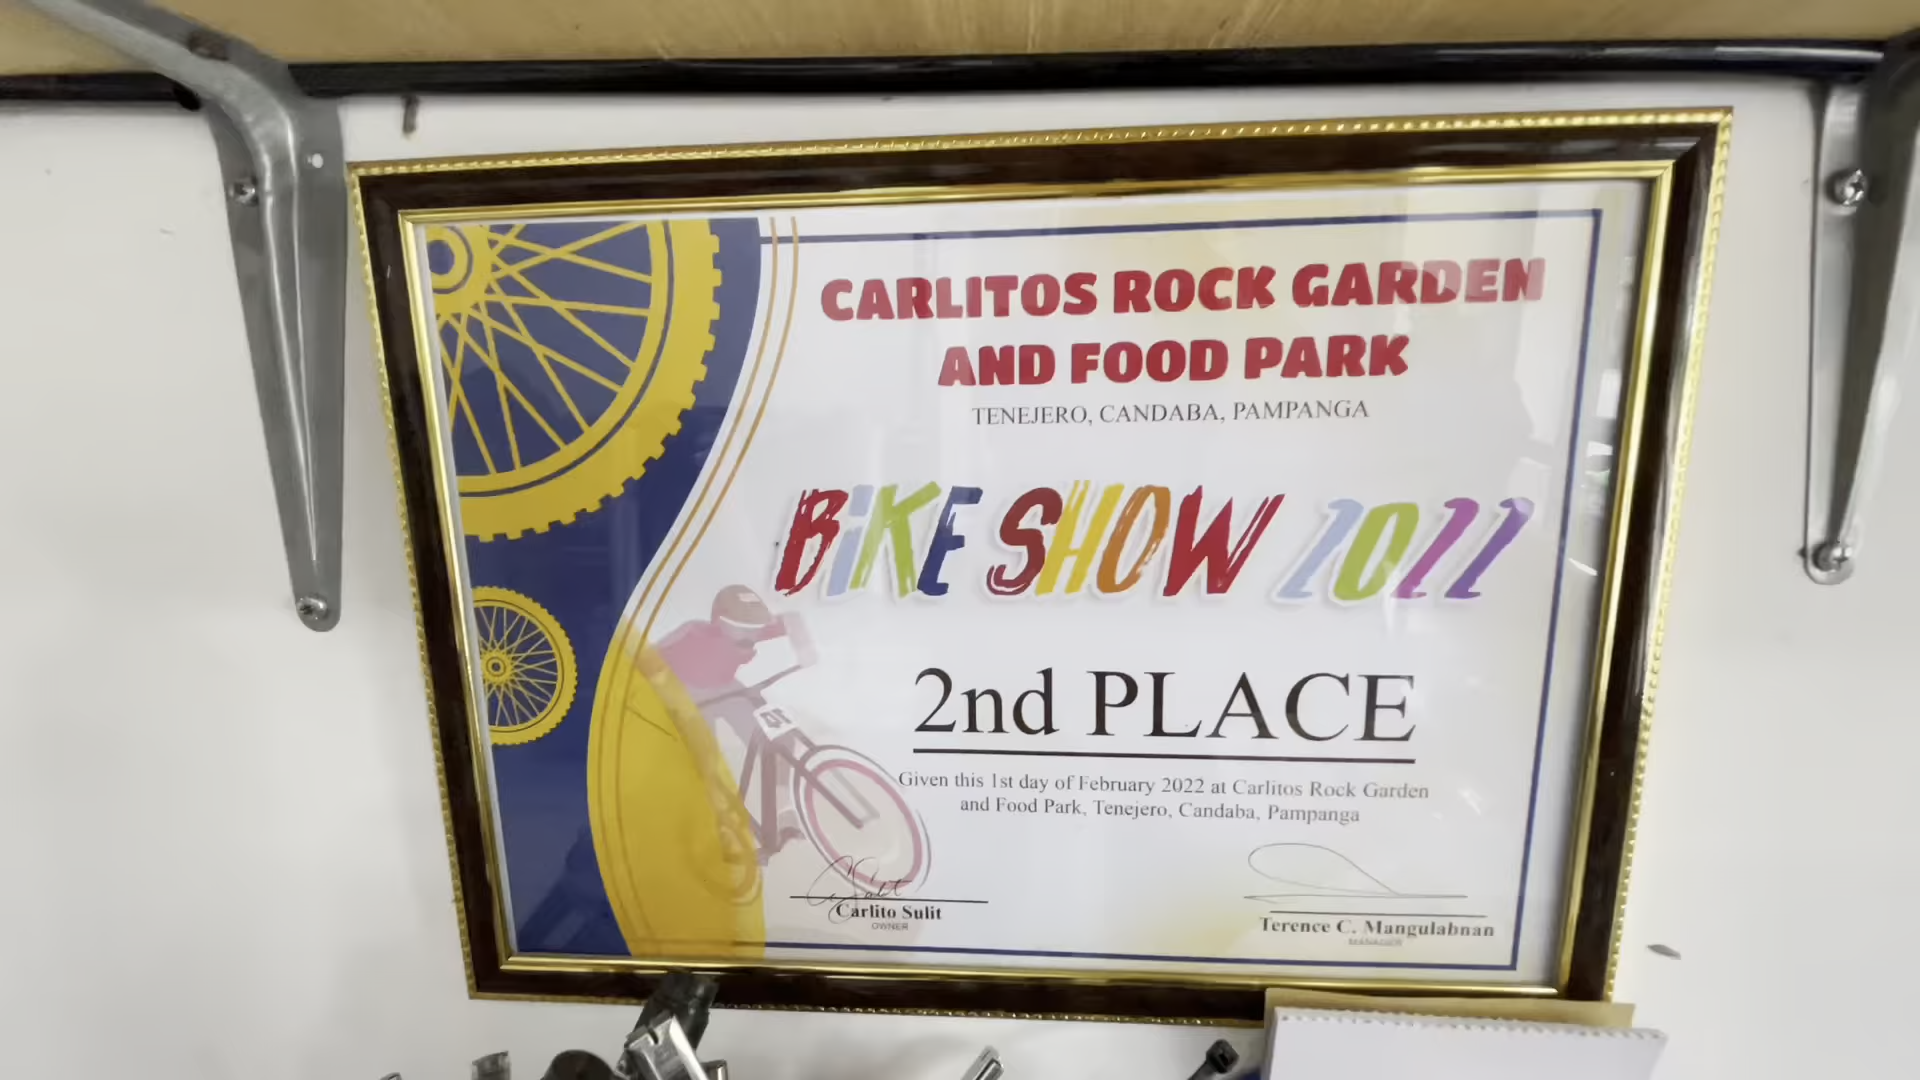 CARLITOS ROCK GARDEN
AND FOOD PARK
TENEJERO, CANDABA, PAMPANGA
BiKE SHOW 2022
2nd PLACE
Given this 1st day of February 2022 at Carlitos Rock Garden
and Food Park, Tenejero, Candaba, Pampanga
Carlito Sulit
OWNER
Terence C. Mangulabnan
MANAGER